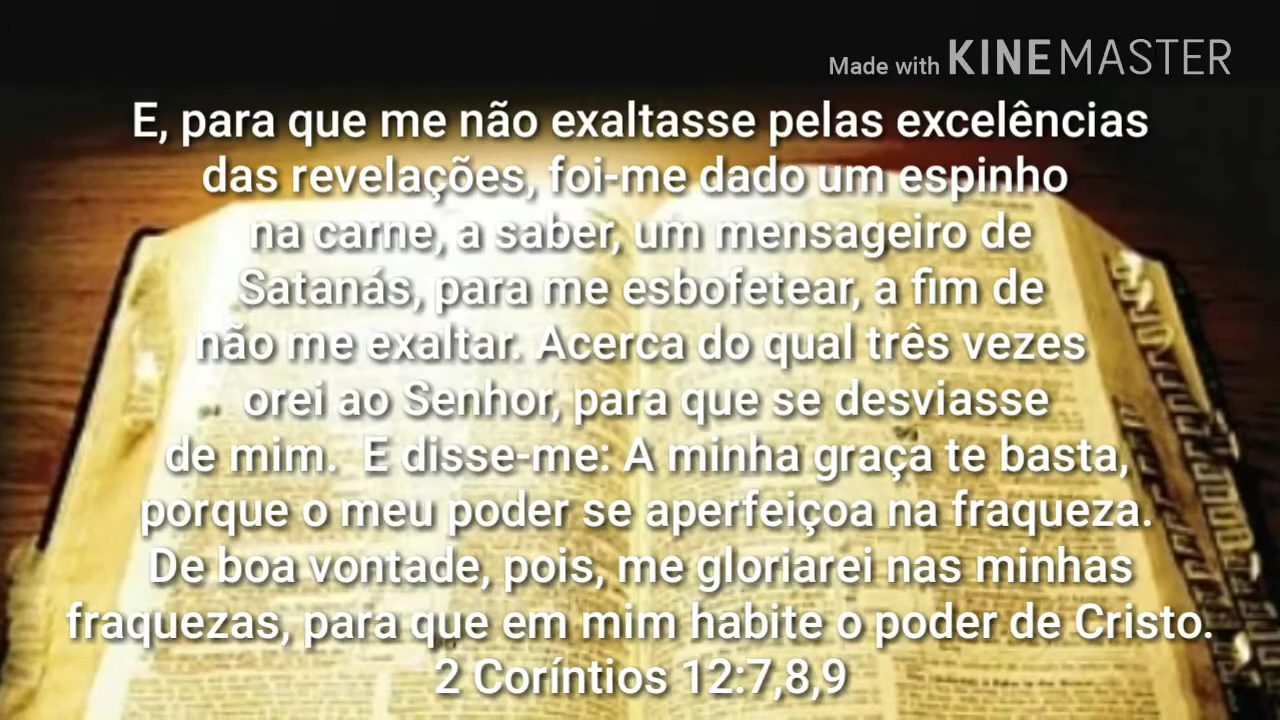 Made with KINEMASTER
E, para que me não exaltasse pelas excelências
das revelações, foi-me dado um espinho
na carne, a saber, um mensageiro de
Satanás, para me esbofetear, a fim de
não me exaltar. Acerca do qual três vezes
orei ao Senhor, para que se desviasse
de mim.  E disse-me: A minha graça te basta,
porque o meu poder se aperfeiçoa na fraqueza.
De boa vontade, pois, me gloriarei nas minhas
fraquezas, para que em mim habite o poder de Cristo.
2 Coríntios 12:7,8,9